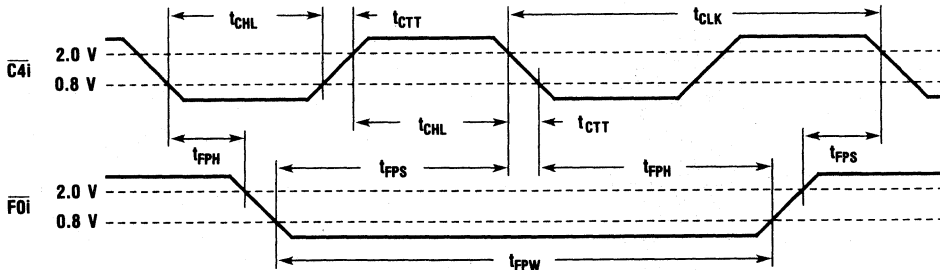 tCHL tCTT tCLK
C4i
2.0 V
0.8 V
tCHL tCTT
tFPH tFPS tFPH tFPS
F0i
2.0 V
0.8 V
tFPW